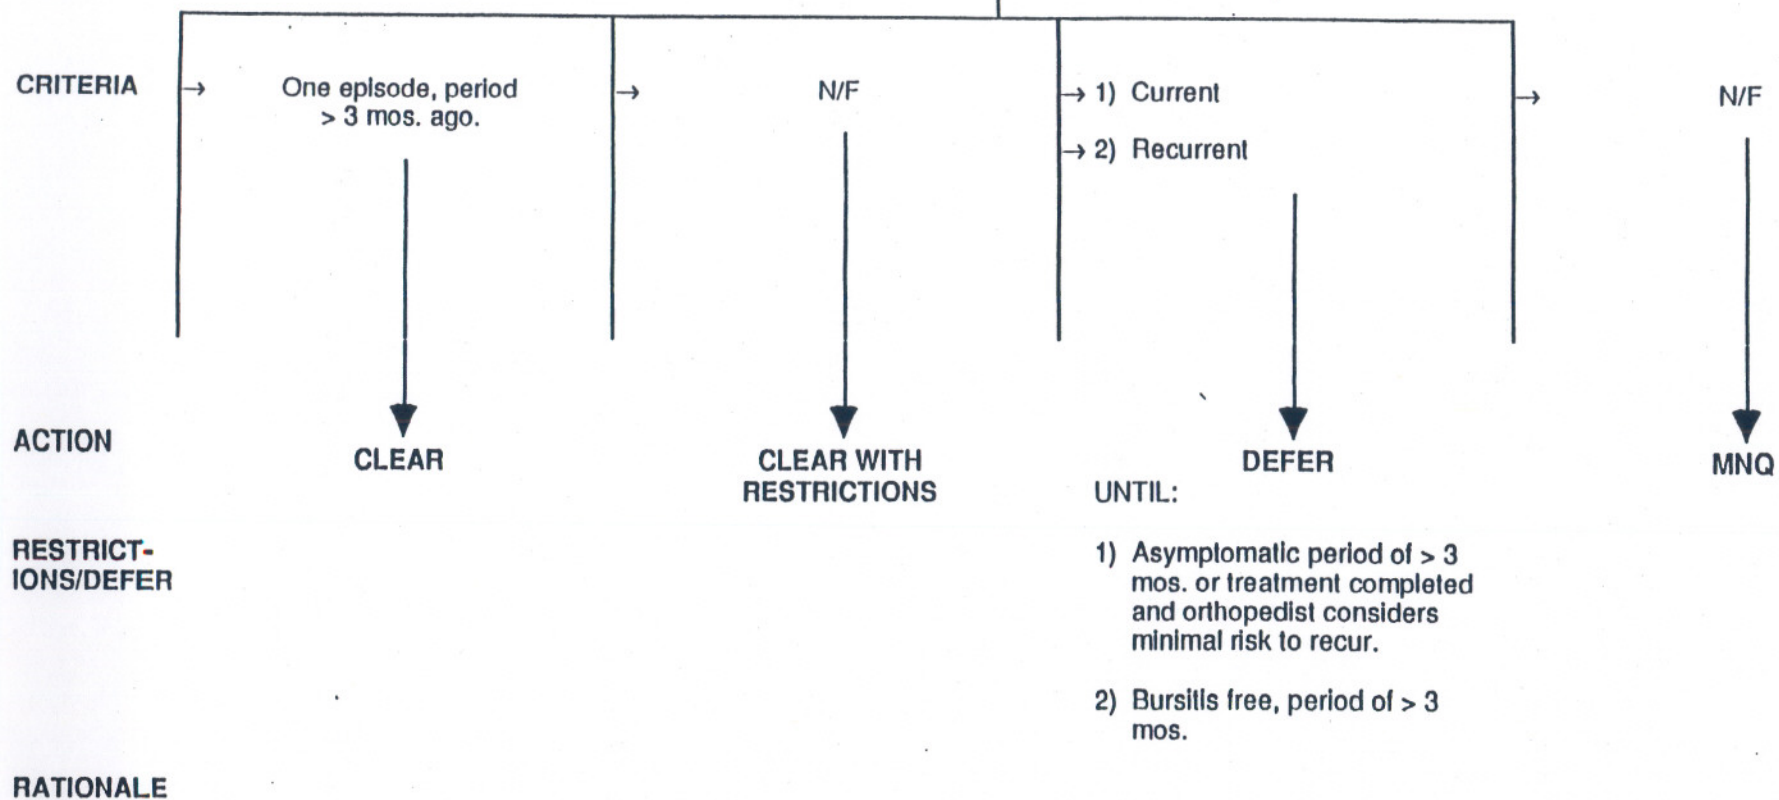 CRITERIA
→ One episode, period
> 3 mos. ago.
→ N/F
→ 1) Current
→ 2) Recurrent
→ N/F
ACTION
CLEAR
CLEAR WITH
RESTRICTIONS
DEFER
UNTIL:
MNQ
RESTRICT-
IONS/DEFER
1) Asymptomatic period of > 3
mos. or treatment completed
and orthopedist considers
minimal risk to recur.
2) Bursitis free, period of > 3
mos.
RATIONALE